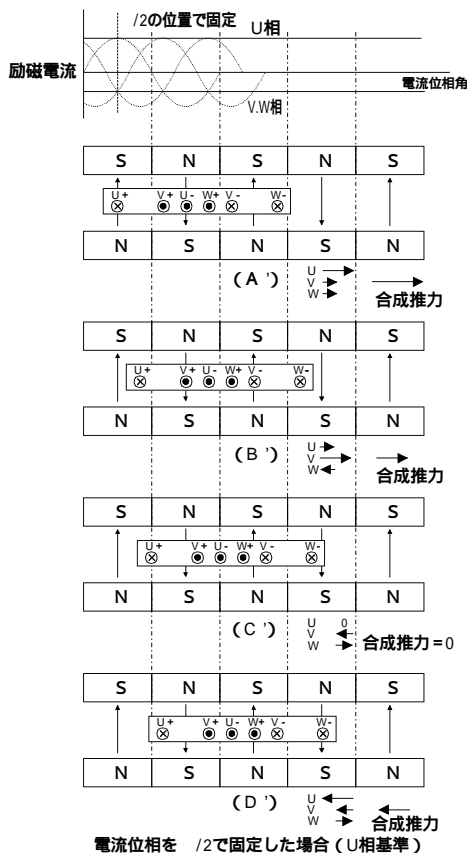 /2の位置で固定
U相
励磁電流
電流位相角
V.W相
S N S N S
U+ V+ U- W+ V- W-
N S N S N
(A')
U
V
W
合成推力
S N S N S
U+ V+ U- W+ V- W-
N S N S N
(B')
U
V
W
合成推力
S N S N S
U+ V+ U- W+ V- W-
N S N S N
(C')
U 0
V
W
合成推力=0
S N S N S
U+ V+ U- W+ V- W-
N S N S N
(D')
U
V
W
合成推力
電流位相を /2で固定した場合(U相基準)